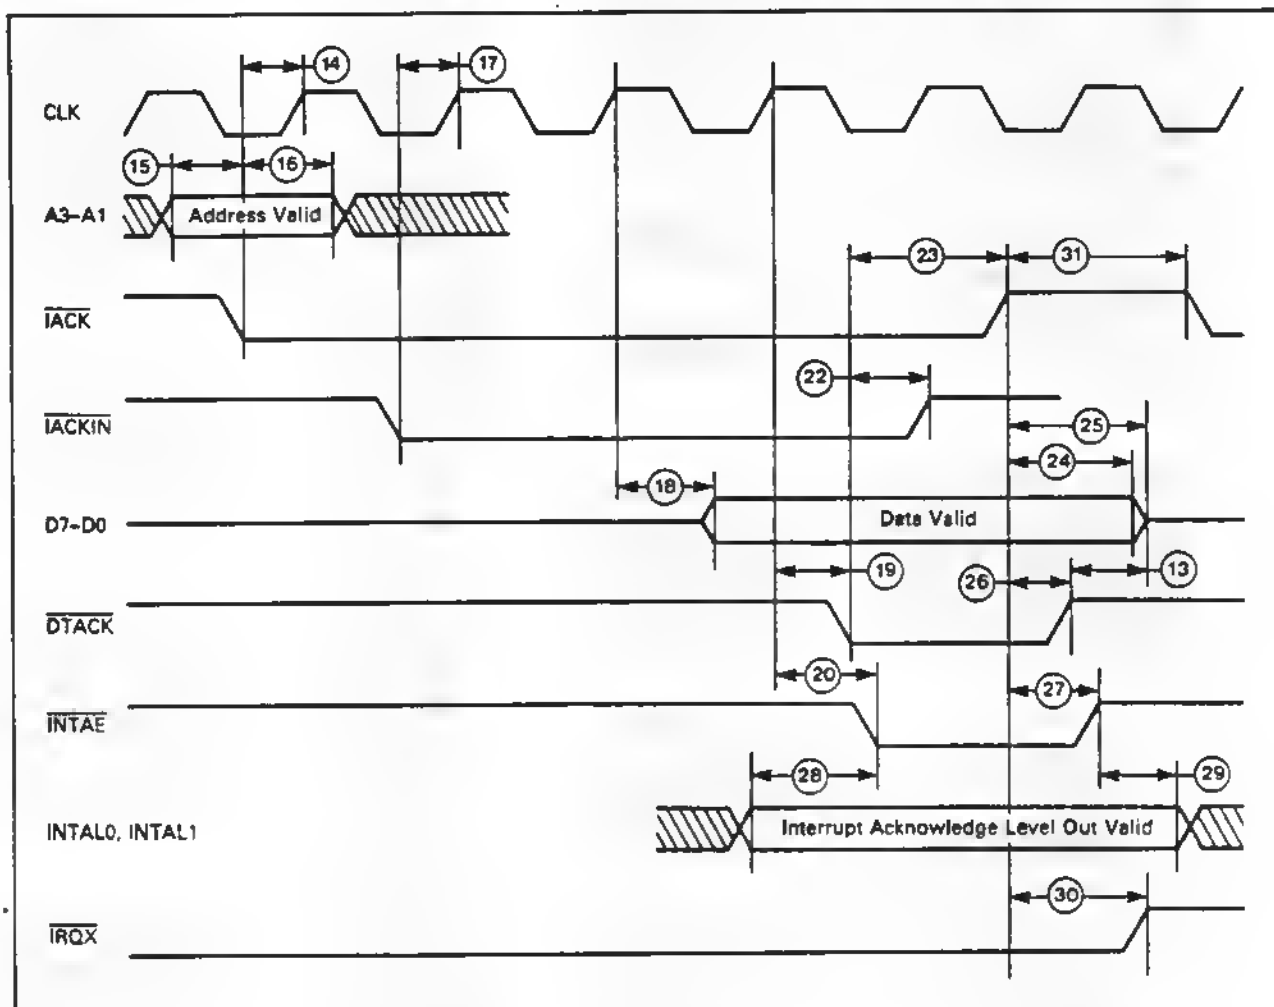 14
17
CLK
15
16
A3-A1
Address Valid
23
31
IACK
22
IACKIN
25
24
18
D7-D0
Data Valid
19
26
13
DTACK
20
27
INTAE
28
29
INTAL0, INTAL1
Interrupt Acknowledge Level Out Valid
30
IRQX